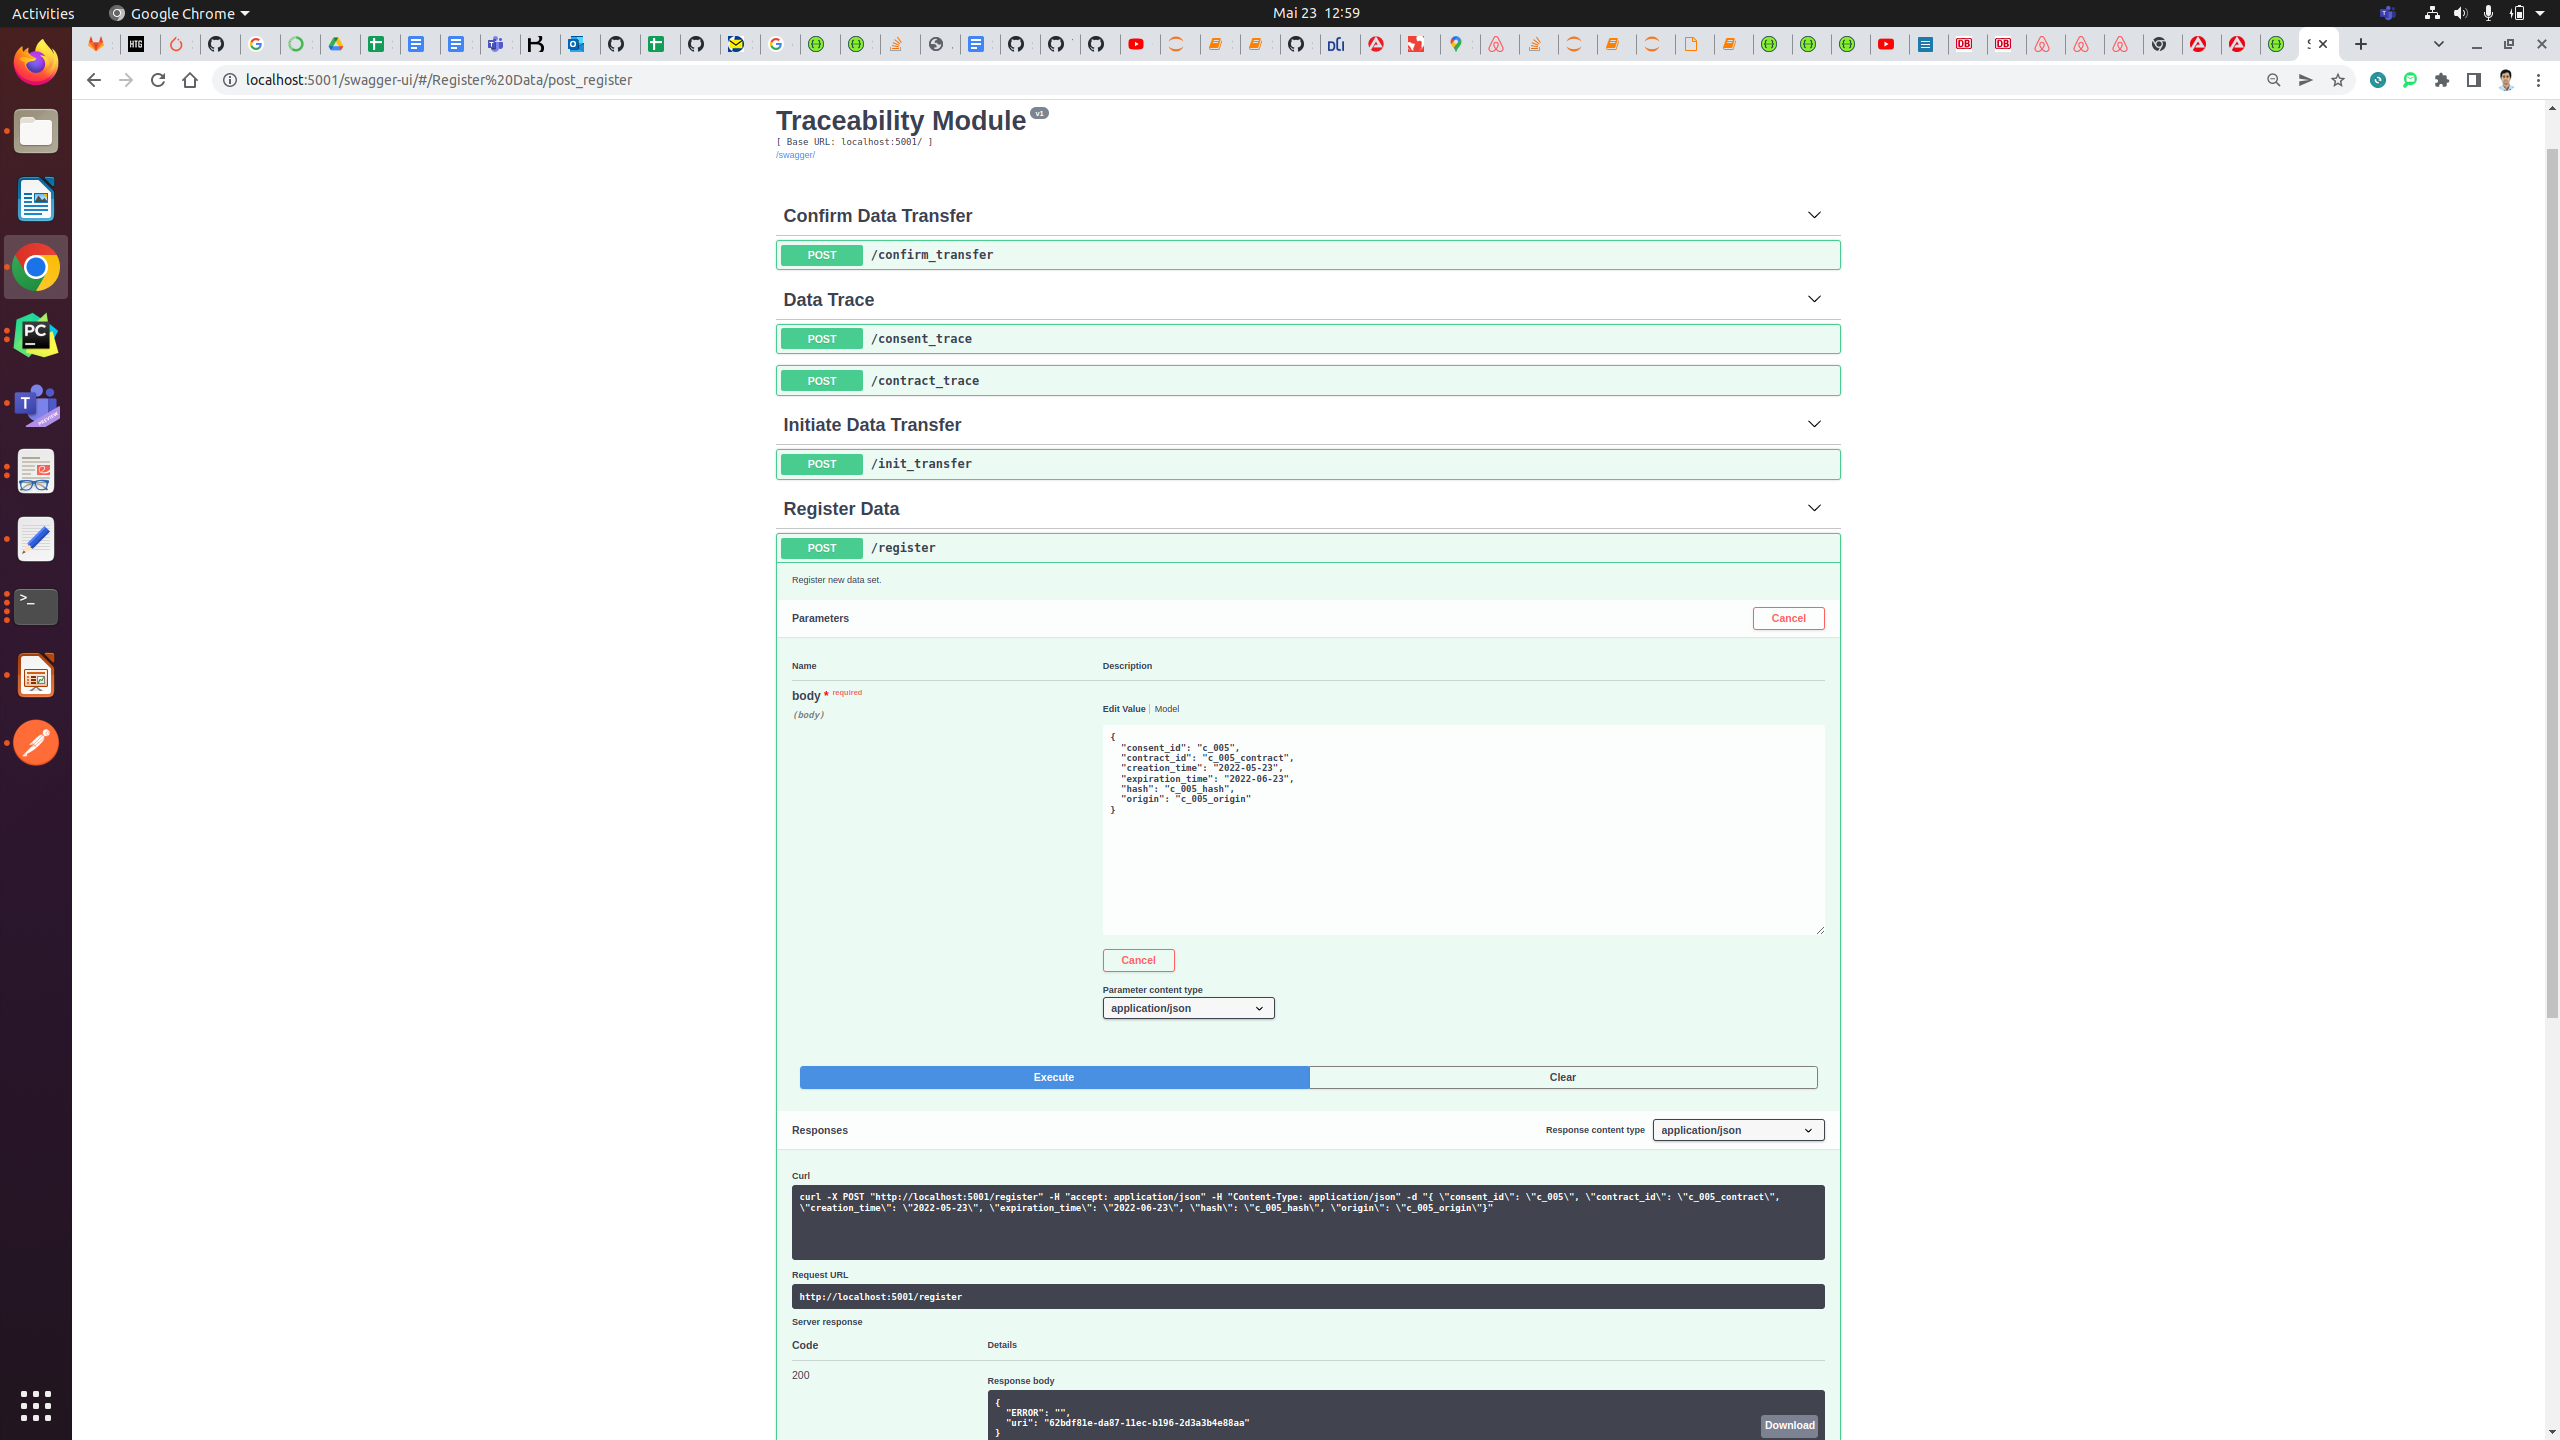 Activities
Google Chrome
Mai 23 12:59
HTG
DCI
DB
DB
S
localhost:5001/swagger-ui/#/Register%20Data/post_register
Traceability Module v1
[ Base URL: localhost:5001/ ]
/swagger/
Confirm Data Transfer
POST /confirm_transfer
Data Trace
POST /consent_trace
POST /contract_trace
Initiate Data Transfer
POST /init_transfer
Register Data
POST /register
Register new data set.
Parameters
Cancel
Name Description
body * required
(body)
Edit Value Model
{
"consent_id": "c_005",
"contract_id": "c_005_contract",
"creation_time": "2022-05-23",
"expiration_time": "2022-06-23",
"hash": "c_005_hash",
"origin": "c_005_origin"
}
Cancel
Parameter content type
application/json
Execute
Clear
Responses
Response content type
application/json
Curl
curl -X POST "http://localhost:5001/register" -H "accept: application/json" -H "Content-Type: application/json" -d "{ \"consent_id\": \"c_005\", \"contract_id\": \"c_005_contract\",
\"creation_time\": \"2022-05-23\", \"expiration_time\": \"2022-06-23\", \"hash\": \"c_005_hash\", \"origin\": \"c_005_origin\"}"
Request URL
http://localhost:5001/register
Server response
Code Details
200
Response body
{
"ERROR": "",
"uri": "62bdf81e-da87-11ec-b196-2d3a3b4e88aa"
}
Download
PC
T
PREVIEW
>_